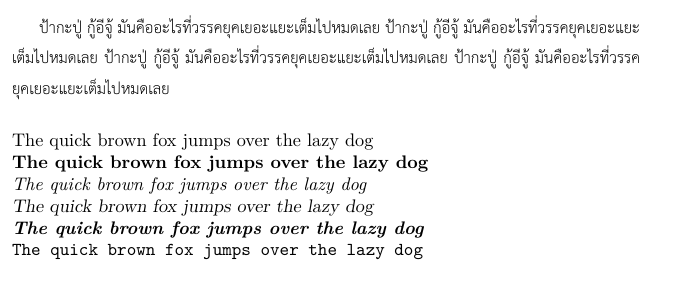 ป้ากะปู่ กู้อีจู้ มันคืออะไรที่วรรคยุคเยอะแยะเต็มไปหมดเลย ป้ากะปู่ กู้อีจู้ มันคืออะไรที่วรรคยุคเยอะแยะ
เต็มไปหมดเลย ป้ากะปู่ กู้อีจู้ มันคืออะไรที่วรรคยุคเยอะแยะเต็มไปหมดเลย ป้ากะปู่ กู้อีจู้ มันคืออะไรที่วรรค
ยุคเยอะแยะเต็มไปหมดเลย
The quick brown fox jumps over the lazy dog
The quick brown fox jumps over the lazy dog
The quick brown fox jumps over the lazy dog
The quick brown fox jumps over the lazy dog
The quick brown fox jumps over the lazy dog
The quick brown fox jumps over the lazy dog